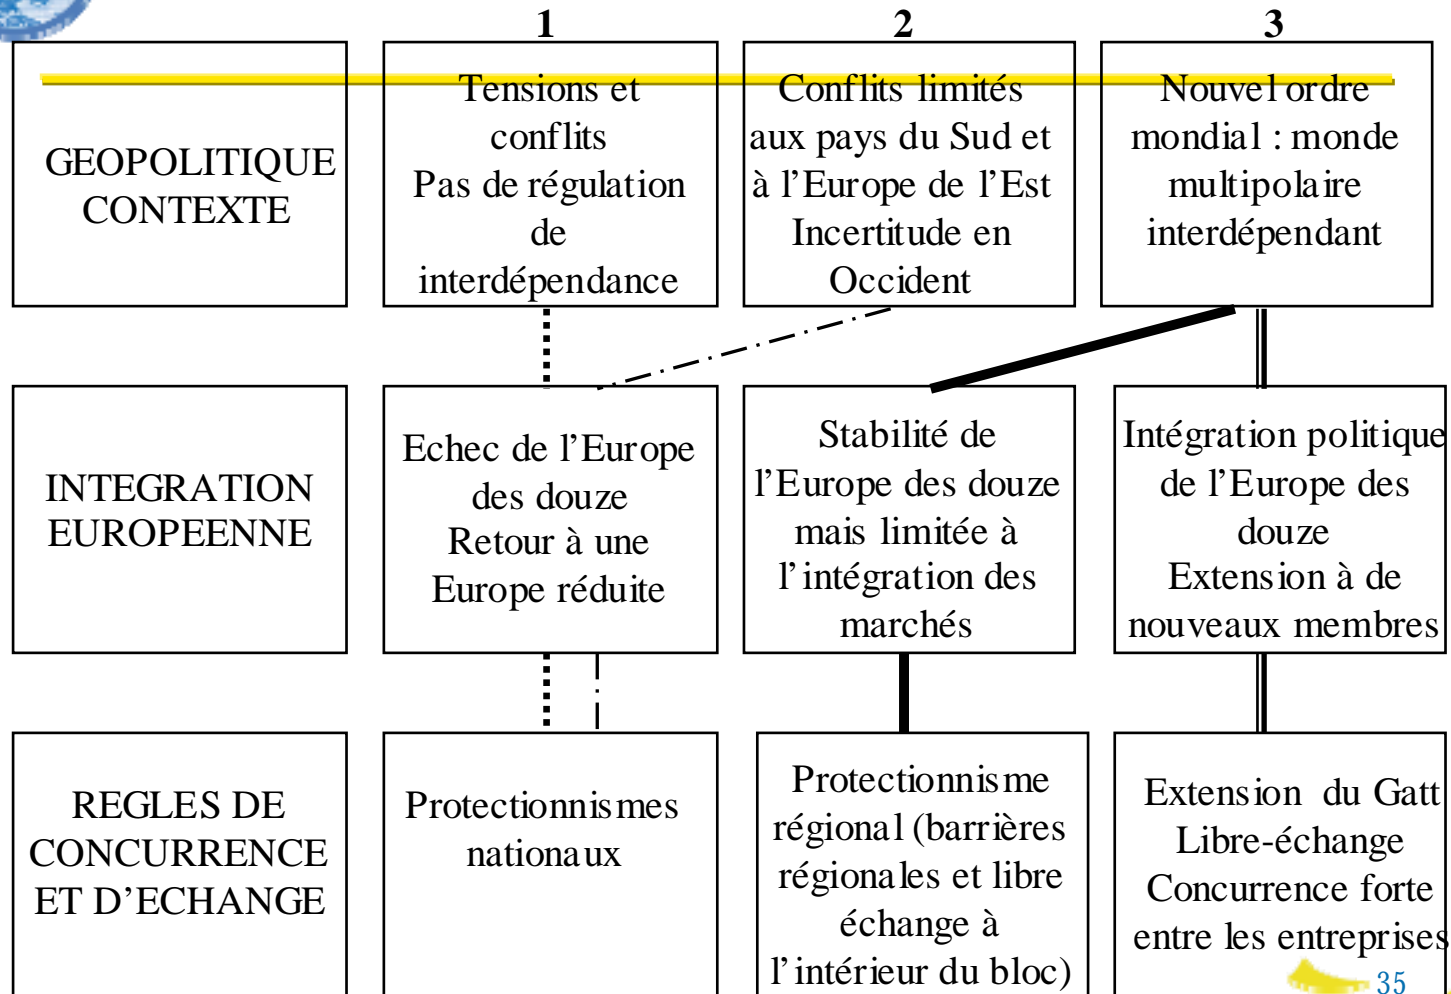 1
2
3
GEOPOLITIQUE
CONTEXTE
Tensions et
conflits
Pas de régulation
de
interdépendance
Conflits limités
aux pays du Sud et
à l’Europe de l’Est
Incertitude en
Occident
Nouvel ordre
mondial : monde
multipolaire
interdépendant
INTEGRATION
EUROPEENNE
Echec de l’Europe
des douze
Retour à une
Europe réduite
Stabilité de
l’Europe des douze
mais limitée à
l’intégration des
marchés
Intégration politique
de l’Europe des
douze
Extension à de
nouveaux membres
REGLES DE
CONCURRENCE
ET D’ECHANGE
Protectionnismes
nationaux
Protectionnisme
régional (barrières
régionales et libre
échange à
l’intérieur du bloc)
Extension du Gatt
Libre-échange
Concurrence forte
entre les entreprises
35